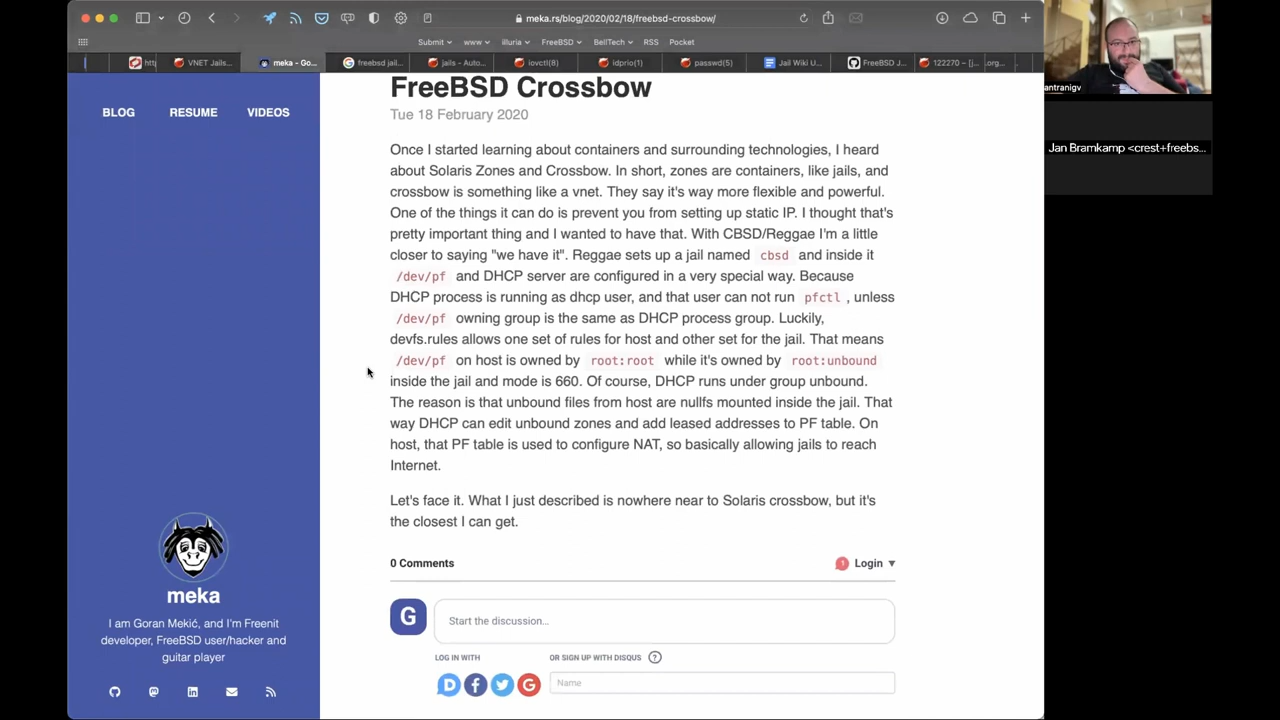 meka.rs/blog/2020/02/18/freebsd-crossbow/
Submit www illuria FreeBSD BellTech RSS Pocket
VNET Jails... meka - Go... freebsd jail... jails - Auto... iovctl(8) idprio(1) passwd(5) Jail Wiki U... FreeBSD J... 122270 – [j... .org...
BLOG RESUME VIDEOS
FreeBSD Crossbow
Tue 18 February 2020
Once I started learning about containers and surrounding technologies, I heard
about Solaris Zones and Crossbow. In short, zones are containers, like jails, and
crossbow is something like a vnet. They say it's way more flexible and powerful.
One of the things it can do is prevent you from setting up static IP. I thought that's
pretty important thing and I wanted to have that. With CBSD/Reggae I'm a little
closer to saying "we have it". Reggae sets up a jail named cbsd and inside it
/dev/pf and DHCP server are configured in a very special way. Because
DHCP process is running as dhcp user, and that user can not run pfctl , unless
/dev/pf owning group is the same as DHCP process group. Luckily,
devfs.rules allows one set of rules for host and other set for the jail. That means
/dev/pf on host is owned by root:root while it's owned by root:unbound
inside the jail and mode is 660. Of course, DHCP runs under group unbound.
The reason is that unbound files from host are nullfs mounted inside the jail. That
way DHCP can edit unbound zones and add leased addresses to PF table. On
host, that PF table is used to configure NAT, so basically allowing jails to reach
Internet.
Let's face it. What I just described is nowhere near to Solaris crossbow, but it's
the closest I can get.
0 Comments
1 Login
G
Start the discussion...
LOG IN WITH
OR SIGN UP WITH DISQUS ?
D f G
Name
meka
I am Goran Mekić, and I'm Freenit
developer, FreeBSD user/hacker and
guitar player
antranigv
Jan Bramkamp <crest+freebs...